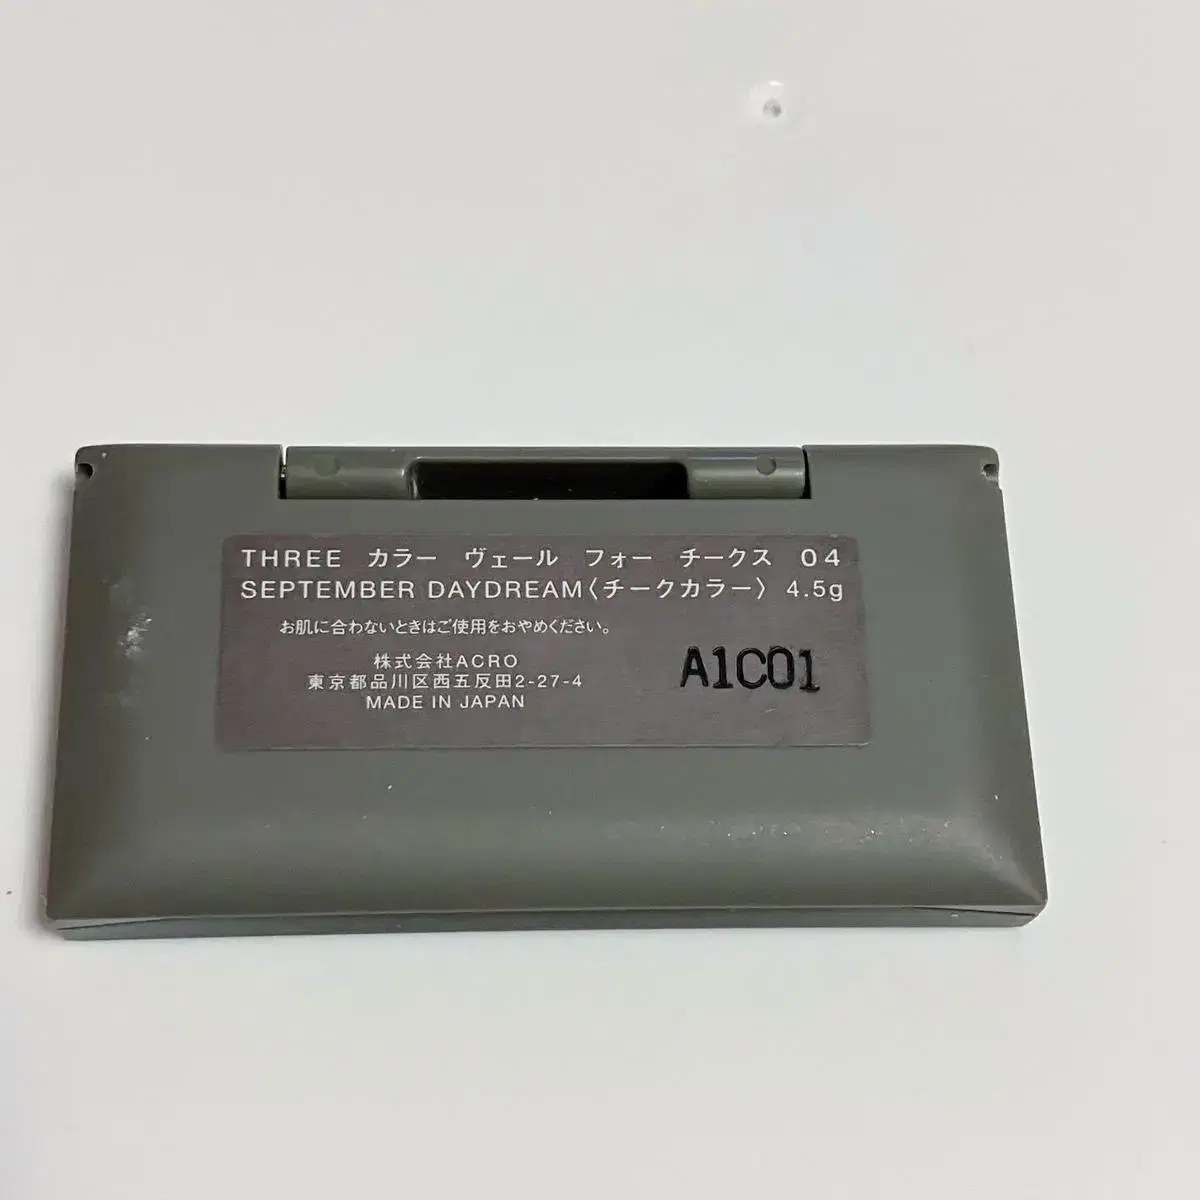 THREE カラー ヴェール フォー チークス 04
SEPTEMBER DAYDREAM〈チークカラー〉 4.5g
お肌に合わないときはご使用をおやめください。
株式会社ACRO
東京都品川区西五反田2-27-4
MADE IN JAPAN
A1C01